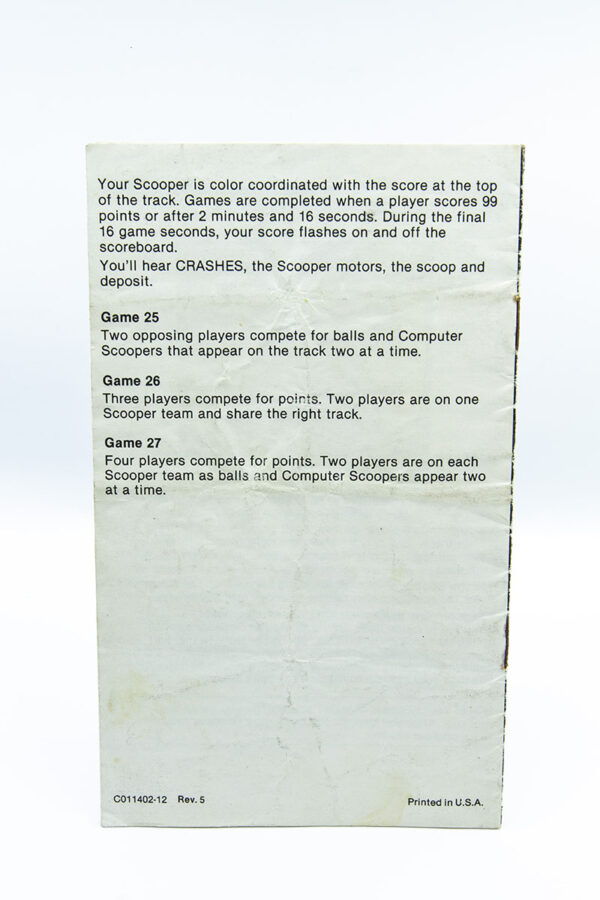 Your Scooper is color coordinated with the score at the top
of the track. Games are completed when a player scores 99
points or after 2 minutes and 16 seconds. During the final
16 game seconds, your score flashes on and off the
scoreboard.
You'll hear CRASHES, the Scooper motors, the scoop and
deposit.
Game 25
Two opposing players compete for balls and Computer
Scoopers that appear on the track two at a time.
Game 26
Three players compete for points. Two players are on one
Scooper team and share the right track.
Game 27
Four players compete for points. Two players are on each
Scooper team as balls and Computer Scoopers appear two
at a time.
C011402-12 Rev. 5
Printed in U.S.A.